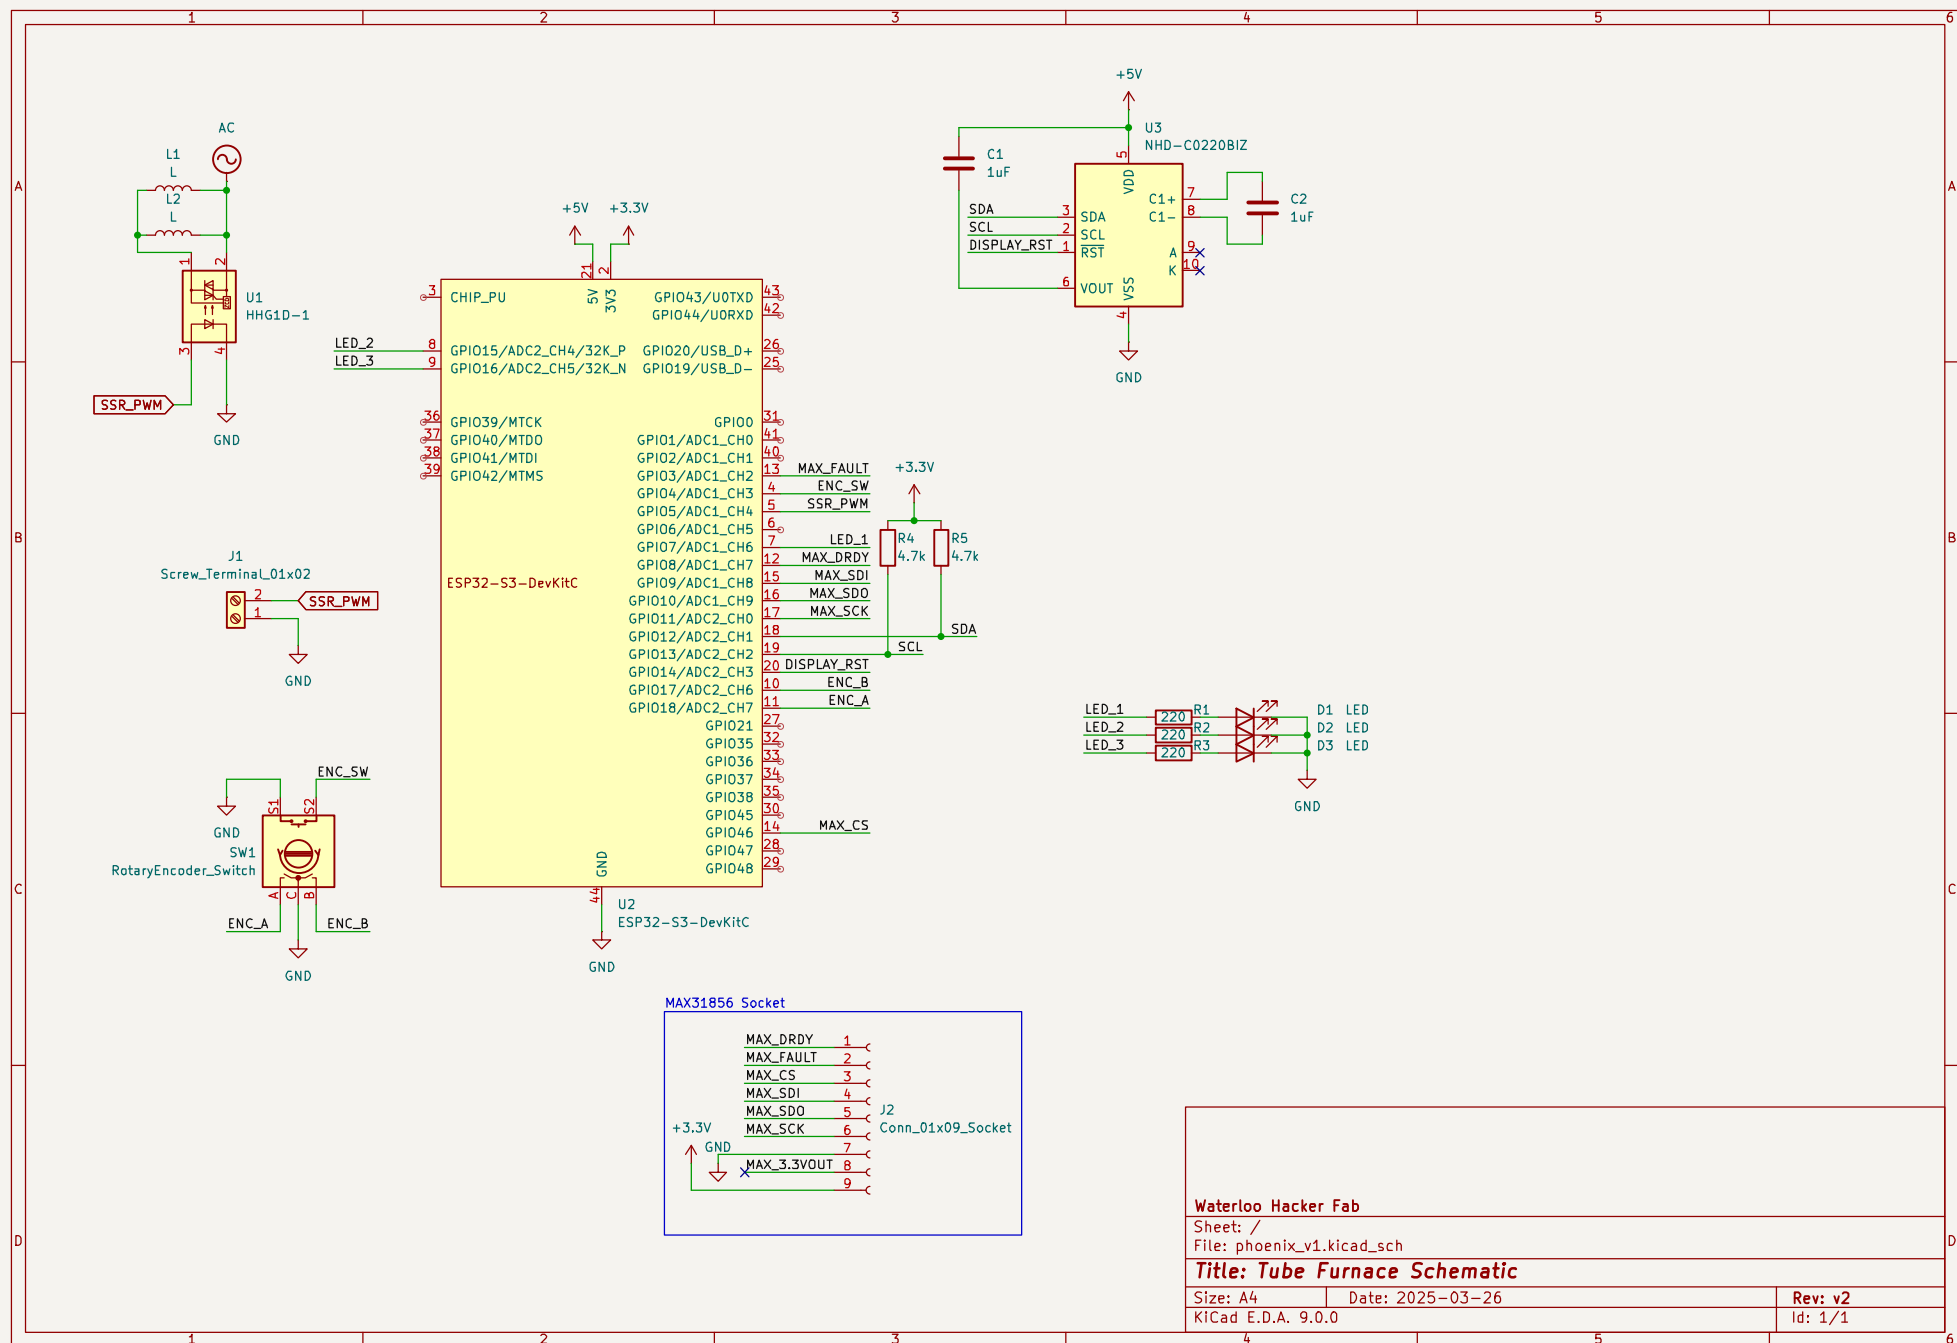 1 2 3 4 5 6
A
B
C
D
A
B
C
D
1 2 3 4 5 6
AC
L1
L
L2
L
1 2
U1
HHG1D-1
3 4
SSR_PWM
GND
J1
Screw_Terminal_01x02
2 SSR_PWM
1
GND
ENC_SW
S1 S2
GND
SW1
RotaryEncoder_Switch
A C B
ENC_A ENC_B
GND
+5V +3.3V
21 2
5V 3V3
3 CHIP_PU
LED_2 8 GPIO15/ADC2_CH4/32K_P
LED_3 9 GPIO16/ADC2_CH5/32K_N
36 GPIO39/MTCK
37 GPIO40/MTDO
38 GPIO41/MTDI
39 GPIO42/MTMS
ESP32-S3-DevKitC
GPIO43/U0TXD 43
GPIO44/U0RXD 42
GPIO20/USB_D+ 26
GPIO19/USB_D- 25
GPIO0 31
GPIO1/ADC1_CH0 41
GPIO2/ADC1_CH1 40
GPIO3/ADC1_CH2 13 MAX_FAULT
GPIO4/ADC1_CH3 4 ENC_SW
GPIO5/ADC1_CH4 5 SSR_PWM
GPIO6/ADC1_CH5 6
GPIO7/ADC1_CH6 7 LED_1
GPIO8/ADC1_CH7 12 MAX_DRDY
GPIO9/ADC1_CH8 15 MAX_SDI
GPIO10/ADC1_CH9 16 MAX_SDO
GPIO11/ADC2_CH0 17 MAX_SCK
GPIO12/ADC2_CH1 18 SDA
GPIO13/ADC2_CH2 19 SCL
GPIO14/ADC2_CH3 20 DISPLAY_RST
GPIO17/ADC2_CH6 10 ENC_B
GPIO18/ADC2_CH7 11 ENC_A
GPIO21 27
GPIO35 32
GPIO36 33
GPIO37 34
GPIO38 35
GPIO45 30
GPIO46 14 MAX_CS
GPIO47 28
GPIO48 29
GND
44
U2
ESP32-S3-DevKitC
GND
+3.3V
R4 R5
4.7k 4.7k
+5V
U3
NHD-C0220BIZ
C1
1uF
5
VDD
SDA 3 SDA
SCL 2 SCL
DISPLAY_RST 1 RST
6 VOUT
C1+ 7
C1- 8
A 9
K 10
VSS
4
GND
C2
1uF
LED_1 220 R1 D1 LED
LED_2 220 R2 D2 LED
LED_3 220 R3 D3 LED
GND
MAX31856 Socket
MAX_DRDY 1
MAX_FAULT 2
MAX_CS 3
MAX_SDI 4
MAX_SDO 5
MAX_SCK 6
J2
Conn_01x09_Socket
+3.3V
GND 7
MAX_3.3VOUT 8
9
Waterloo Hacker Fab
Sheet: /
File: phoenix_v1.kicad_sch
Title: Tube Furnace Schematic
Size: A4 Date: 2025-03-26 Rev: v2
KiCad E.D.A. 9.0.0 Id: 1/1